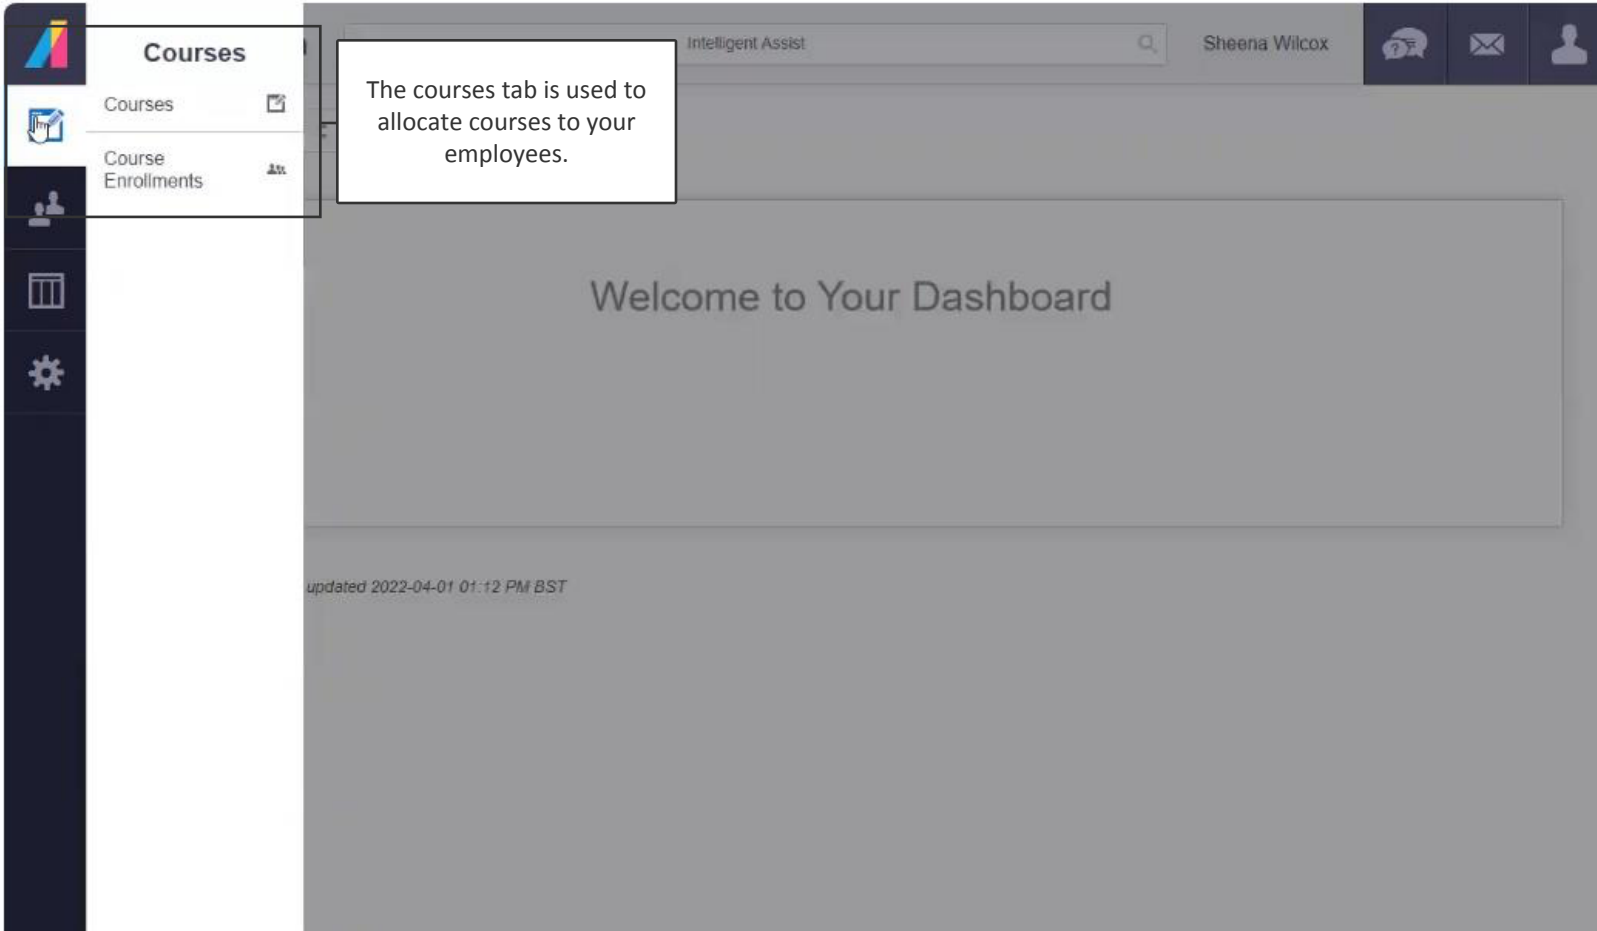 Courses
Intelligent Assist
Sheena Wilcox
Courses
Course
Enrollments
The courses tab is used to
allocate courses to your
employees.
Welcome to Your Dashboard
updated 2022-04-01 01:12 PM BST